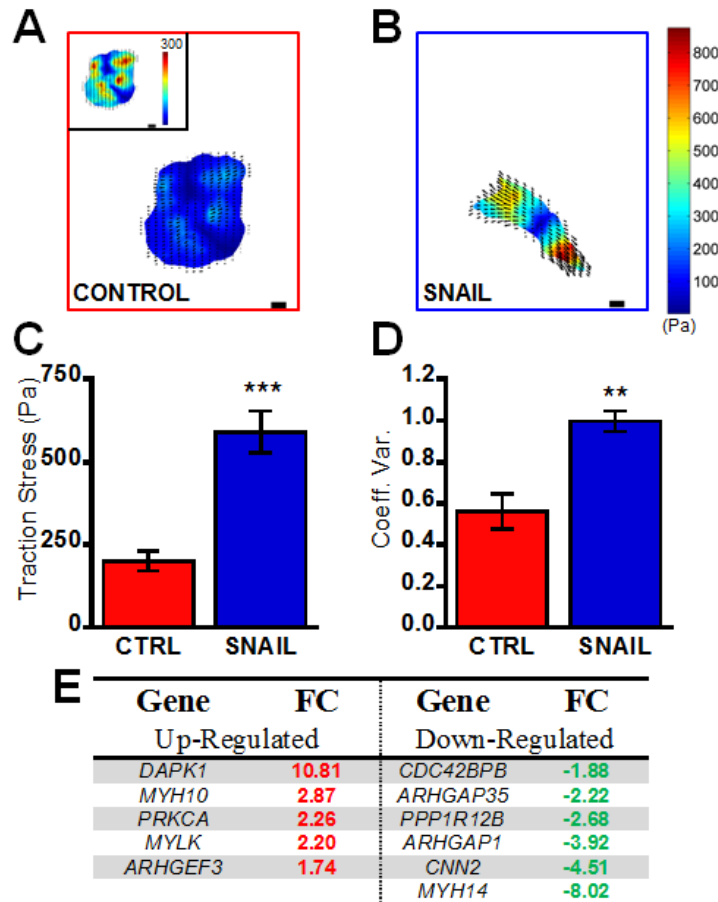 A
B
300
CONTROL
SNAIL
800
700
600
500
400
300
200
100
(Pa)
C
D
Traction Stress (Pa)
750
500
250
0
***
CTRL SNAIL
Coeff. Var.
1.2
1.0
0.8
0.6
0.4
0.2
0.0
**
CTRL SNAIL
E
Gene FC Gene FC
Up-Regulated Down-Regulated
DAPK1 10.81 CDC42BPB -1.88
MYH10 2.87 ARHGAP35 -2.22
PRKCA 2.26 PPP1R12B -2.68
MYLK 2.20 ARHGAP1 -3.92
ARHGEF3 1.74 CNN2 -4.51
MYH14 -8.02